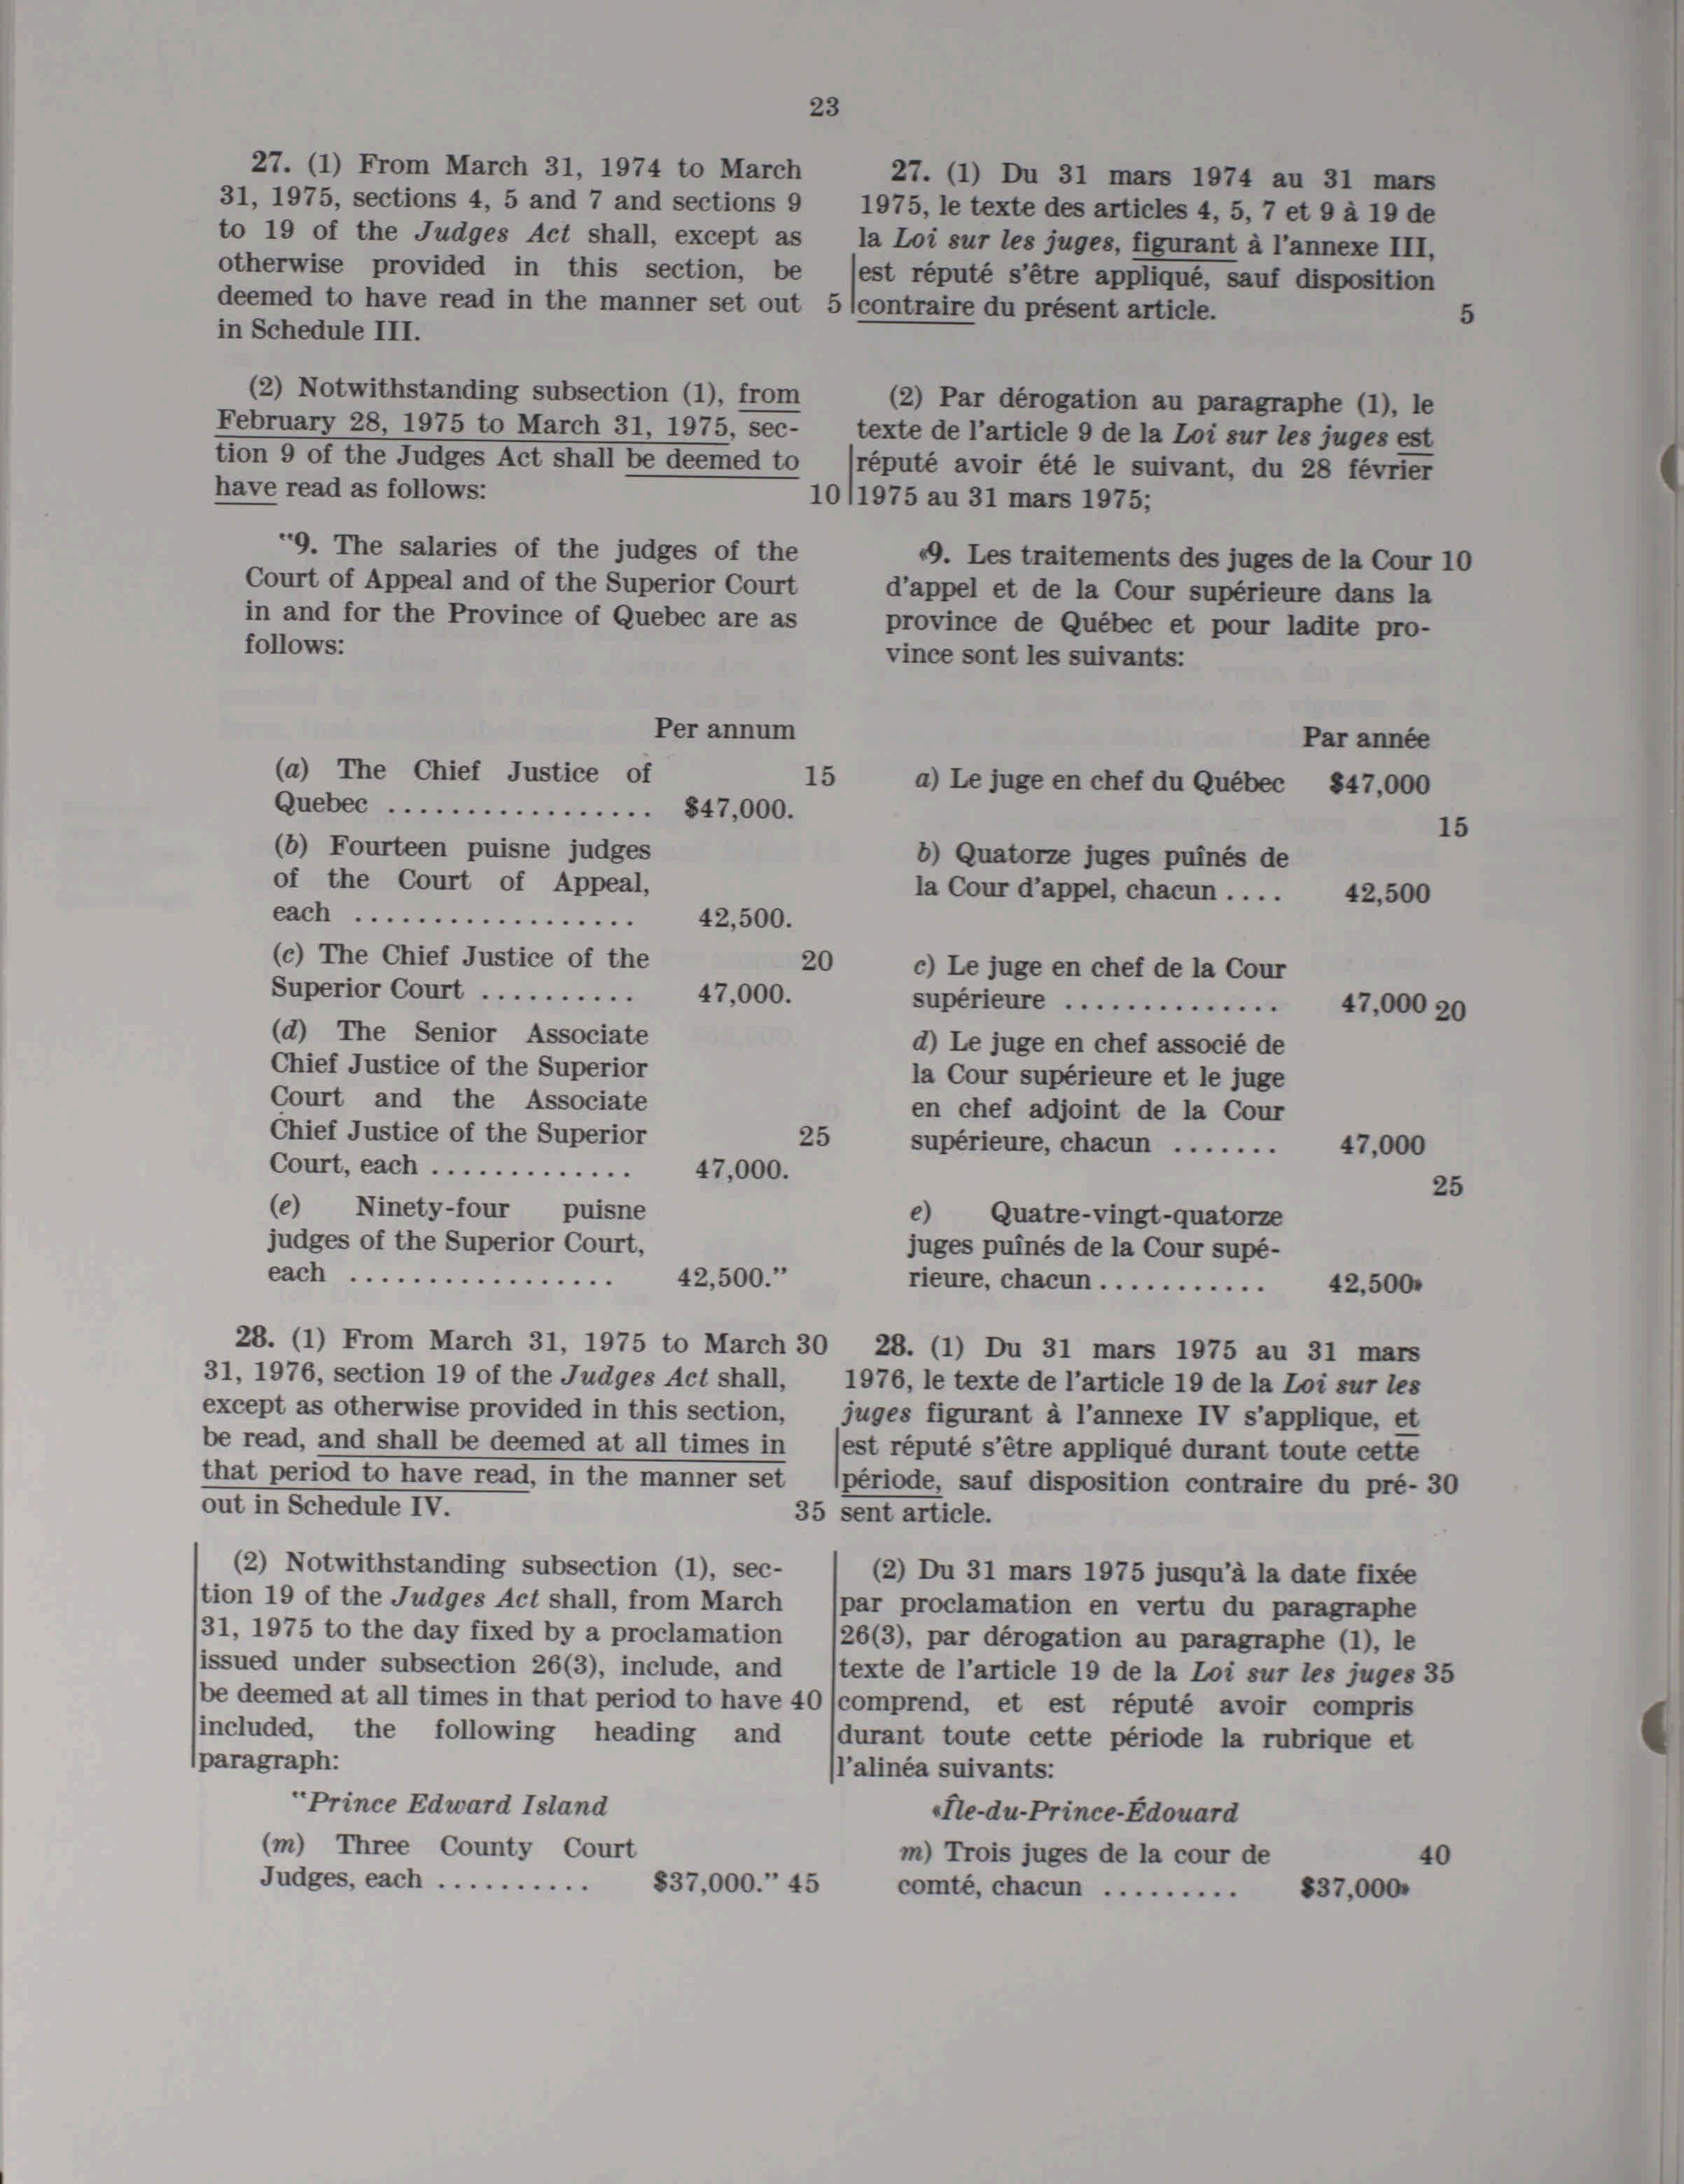 23
27. (1) From March 31, 1974 to March
31, 1975, sections 4, 5 and 7 and sections 9
to 19 of the Judges Act shall, except as
otherwise provided in this section, be
deemed to have read in the manner set out 5
in Schedule III.
(2) Notwithstanding subsection (1), from
February 28, 1975 to March 31, 1975, sec-
tion 9 of the Judges Act shall be deemed to
have read as follows: 10
"9. The salaries of the judges of the
Court of Appeal and of the Superior Court
in and for the Province of Quebec are as
follows:
Per annum
(a) The Chief Justice of 15
Quebec ................. $47,000.
(b) Fourteen puisne judges
of the Court of Appeal,
each .................. 42,500.
(c) The Chief Justice of the 20
Superior Court .......... 47,000.
(d) The Senior Associate
Chief Justice of the Superior
Court and the Associate
Chief Justice of the Superior 25
Court, each ............. 47,000.
(e) Ninety-four puisne
judges of the Superior Court,
each ................. 42,500."
28. (1) From March 31, 1975 to March 30
31, 1976, section 19 of the Judges Act shall,
except as otherwise provided in this section,
be read, and shall be deemed at all times in
that period to have read, in the manner set
out in Schedule IV. 35
(2) Notwithstanding subsection (1), sec-
tion 19 of the Judges Act shall, from March
31, 1975 to the day fixed by a proclamation
issued under subsection 26(3), include, and
be deemed at all times in that period to have 40
included, the following heading and
paragraph:
"Prince Edward Island
(m) Three County Court
Judges, each .......... $37,000." 45
27. (1) Du 31 mars 1974 au 31 mars
1975, le texte des articles 4, 5, 7 et 9 à 19 de
la Loi sur les juges, figurant à l'annexe III,
est réputé s'être appliqué, sauf disposition
contraire du présent article. 5
(2) Par dérogation au paragraphe (1), le
texte de l'article 9 de la Loi sur les juges est
réputé avoir été le suivant, du 28 février
1975 au 31 mars 1975;
«9. Les traitements des juges de la Cour 10
d'appel et de la Cour supérieure dans la
province de Québec et pour ladite pro-
vince sont les suivants:
Par année
a) Le juge en chef du Québec $47,000
15
b) Quatorze juges puînés de
la Cour d'appel, chacun .... 42,500
c) Le juge en chef de la Cour
supérieure .............. 47,000 20
d) Le juge en chef associé de
la Cour supérieure et le juge
en chef adjoint de la Cour
supérieure, chacun ....... 47,000
25
e) Quatre-vingt-quatorze
juges puînés de la Cour supé-
rieure, chacun ........... 42,500»
28. (1) Du 31 mars 1975 au 31 mars
1976, le texte de l'article 19 de la Loi sur les
juges figurant à l'annexe IV s'applique, et
est réputé s'être appliqué durant toute cette
période, sauf disposition contraire du pré- 30
sent article.
(2) Du 31 mars 1975 jusqu'à la date fixée
par proclamation en vertu du paragraphe
26(3), par dérogation au paragraphe (1), le
texte de l'article 19 de la Loi sur les juges 35
comprend, et est réputé avoir compris
durant toute cette période la rubrique et
l'alinéa suivants:
«Île-du-Prince-Édouard
m) Trois juges de la cour de 40
comté, chacun ......... $37,000»